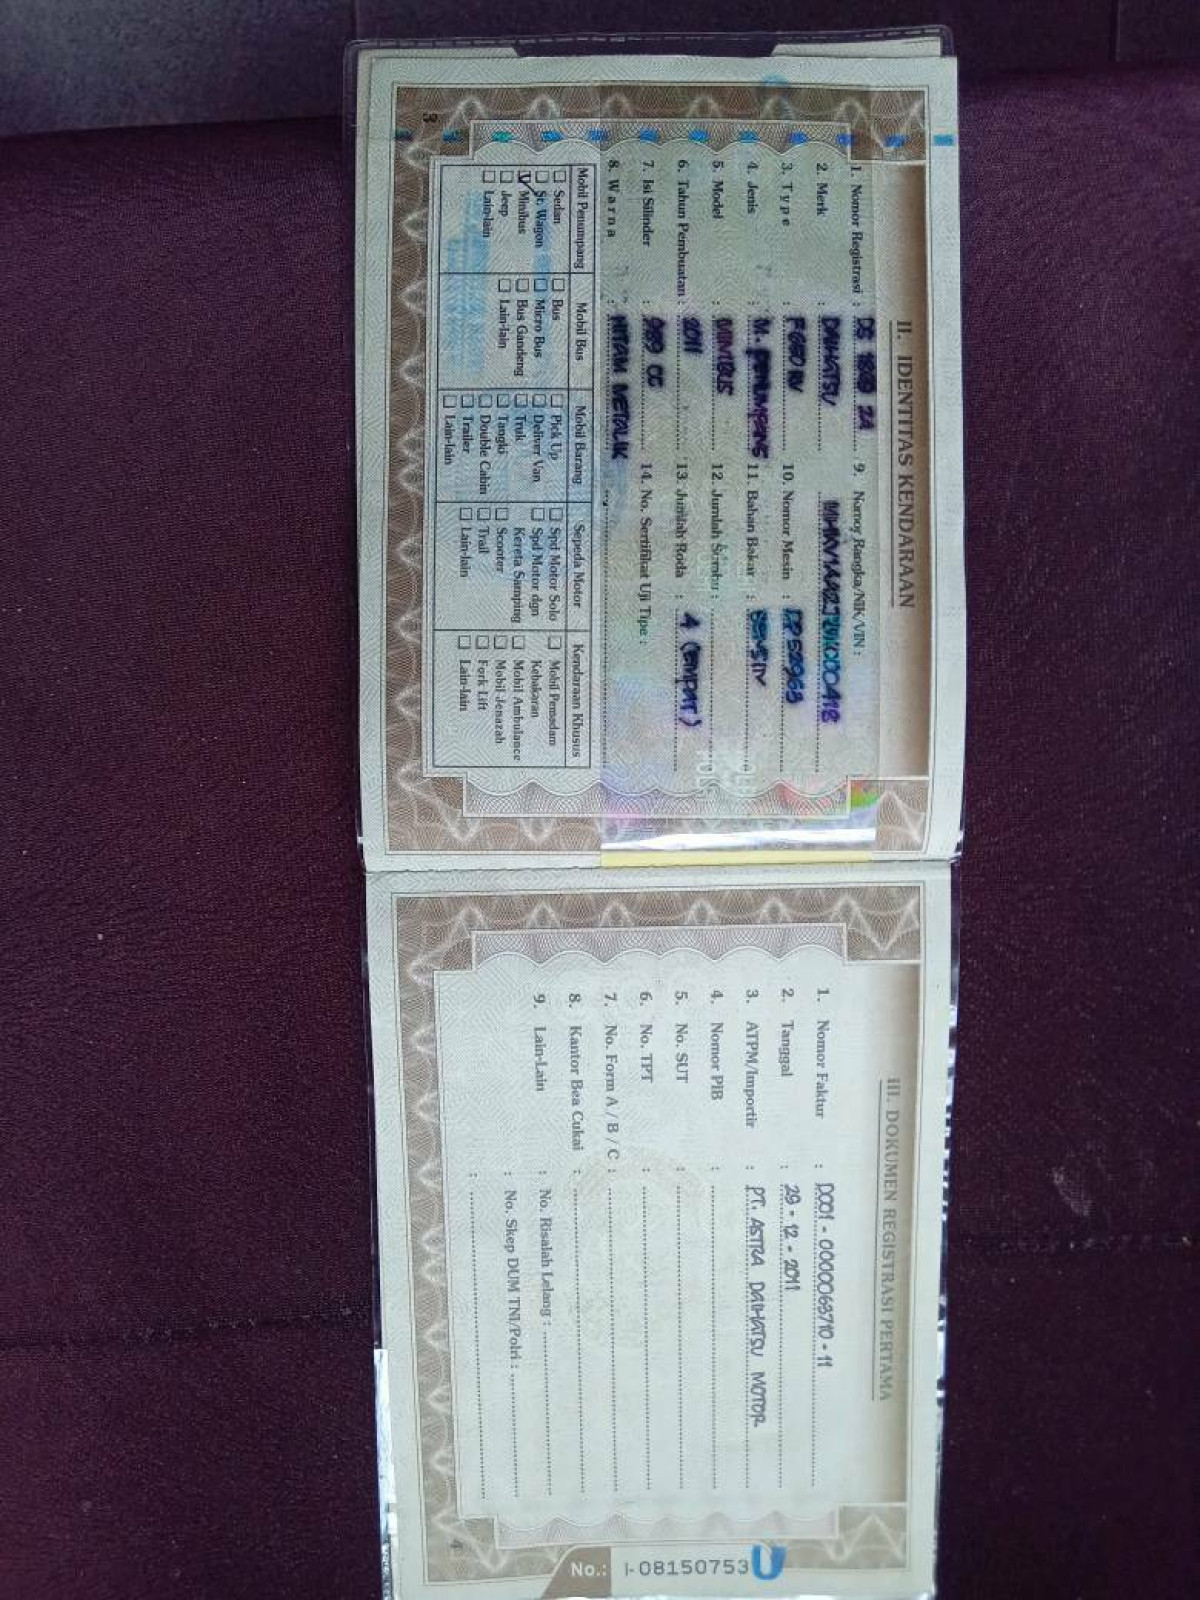 II. IDENTITAS KENDARAAN
1. Nomor Registrasi : DS
2. Merk : DAIHATSU
3. Type :
4. Jenis : M. PENUMPANG
5. Model : MINIBUS
6. Tahun Pembuatan : 2011
7. Isi Silinder : 989 CC
8. Warna : HITAM METALIK
9. Nomor Rangka/NIK/VIN :
10. Nomor Mesin :
11. Bahan Bakar : BENSIN
12. Jumlah Sumbu :
13. Jumlah Roda : 4 (EMPAT)
14. No. Sertifikat Uji Tipe :
Mobil Penumpang
Sedan
St. Wagon
Minibus
Jeep
Lain-lain
Mobil Bus
Bus
Micro Bus
Bus Gandeng
Lain-lain
Mobil Barang
Pick Up
Deliver Van
Truk
Tangki
Double Cabin
Trailer
Lain-lain
Sepeda Motor
Spd Motor Solo
Spd Motor dgn
Kereta Samping
Scooter
Trail
Lain-lain
Kendaraan Khusus
Mobil Pemadam
Kebakaran
Mobil Ambulance
Mobil Jenazah
Fork Lift
Lain-lain
3
III. DOKUMEN REGISTRASI PERTAMA
1. Nomor Faktur : D001 - 0000063710 - 11
2. Tanggal : 29 - 12 - 2011
3. ATPM/Importir : PT. ASTRA DAIHATSU MOTOR
4. Nomor PIB :
5. No. SUT :
6. No. TPT :
7. No. Form A / B / C :
8. Kantor Bea Cukai :
9. Lain-Lain : No. Risalah Lelang :
: No. Skep DUM TNI/Polri :
:
4
No.: I-08150753